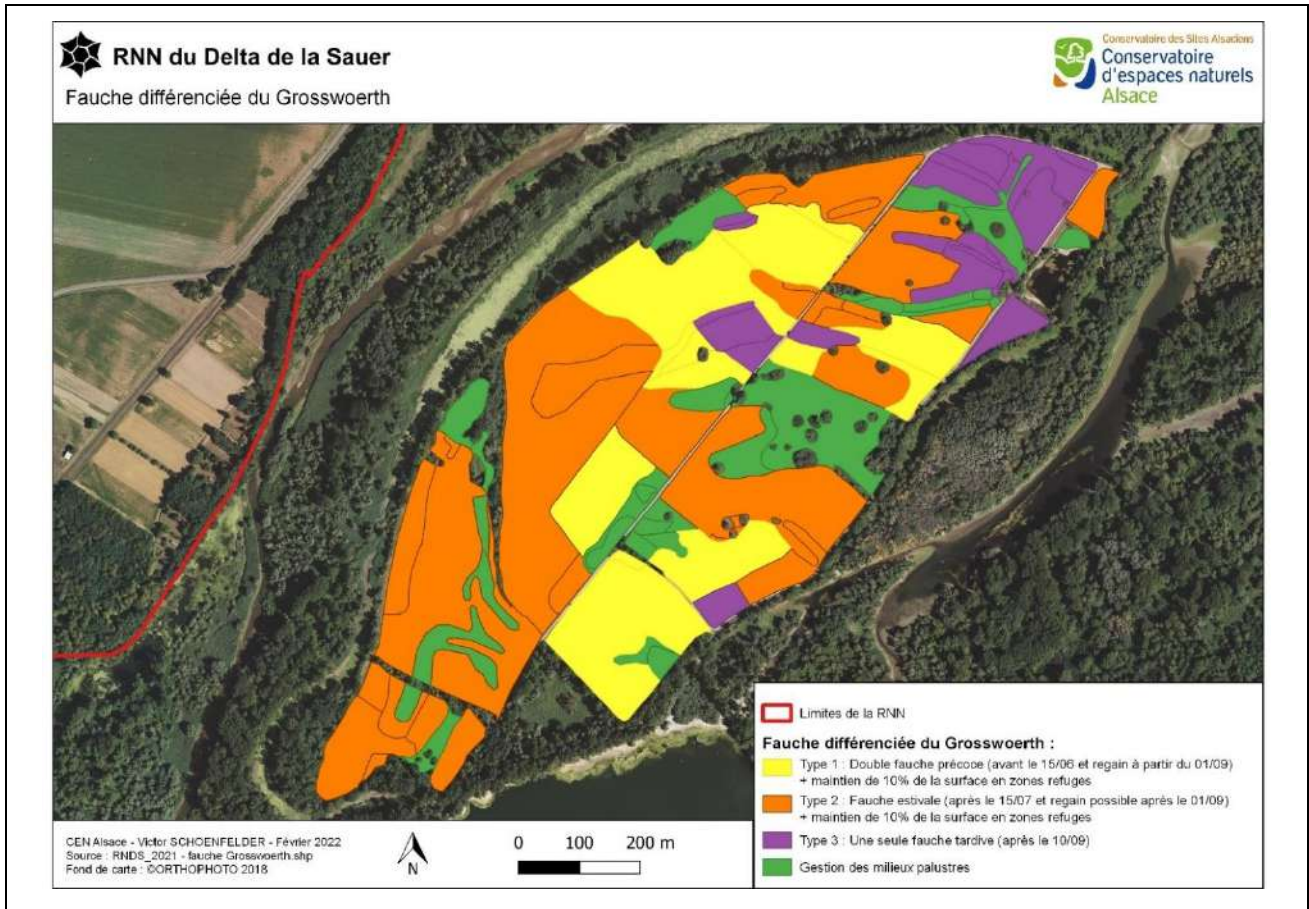 RNN du Delta de la Sauer
Fauche différenciée du Grosswoerth
Conservatoire des Sites Alsaciens
Conservatoire
d'espaces naturels
Alsace
Limites de la RNN
Fauche différenciée du Grosswoerth :
Type 1 : Double fauche précoce (avant le 15/06 et regain à partir du 01/09)
+ maintien de 10% de la surface en zones refuges
Type 2 : Fauche estivale (après le 15/07 et regain possible après le 01/09)
+ maintien de 10% de la surface en zones refuges
Type 3 : Une seule fauche tardive (après le 10/09)
Gestion des milieux palustres
CEN Alsace - Victor SCHOENFELDER - Février 2022
Source : RNDS_2021 - fauche Grosswoerth.shp
Fond de carte : ©ORTHOPHOTO 2018
N
0 100 200 m